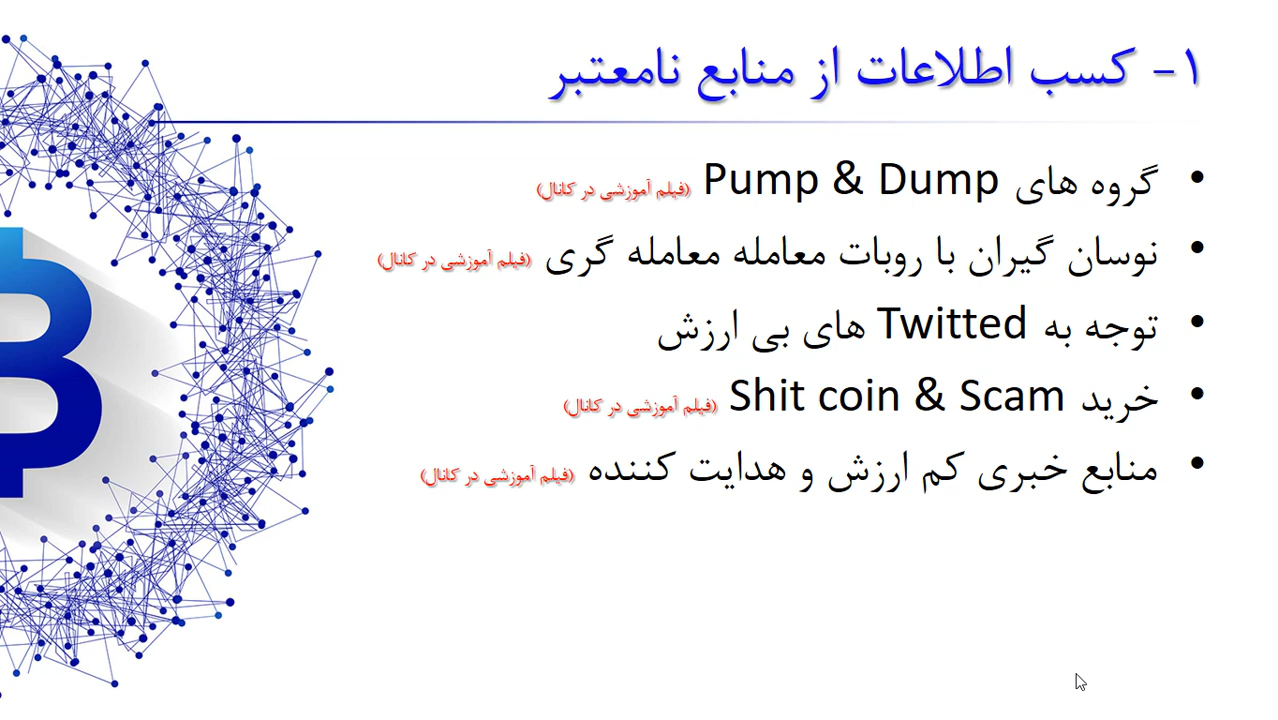 ۱- کسب اطلاعات از منابع نامعتبر
• گروه های Pump & Dump (فیلم آموزشی در کانال)
• نوسان گیران با روبات معامله معامله گری (فیلم آموزشی در کانال)
• توجه به Twitted های بی ارزش
• خرید Shit coin & Scam (فیلم آموزشی در کانال)
• منابع خبری کم ارزش و هدایت کننده (فیلم آموزشی در کانال)